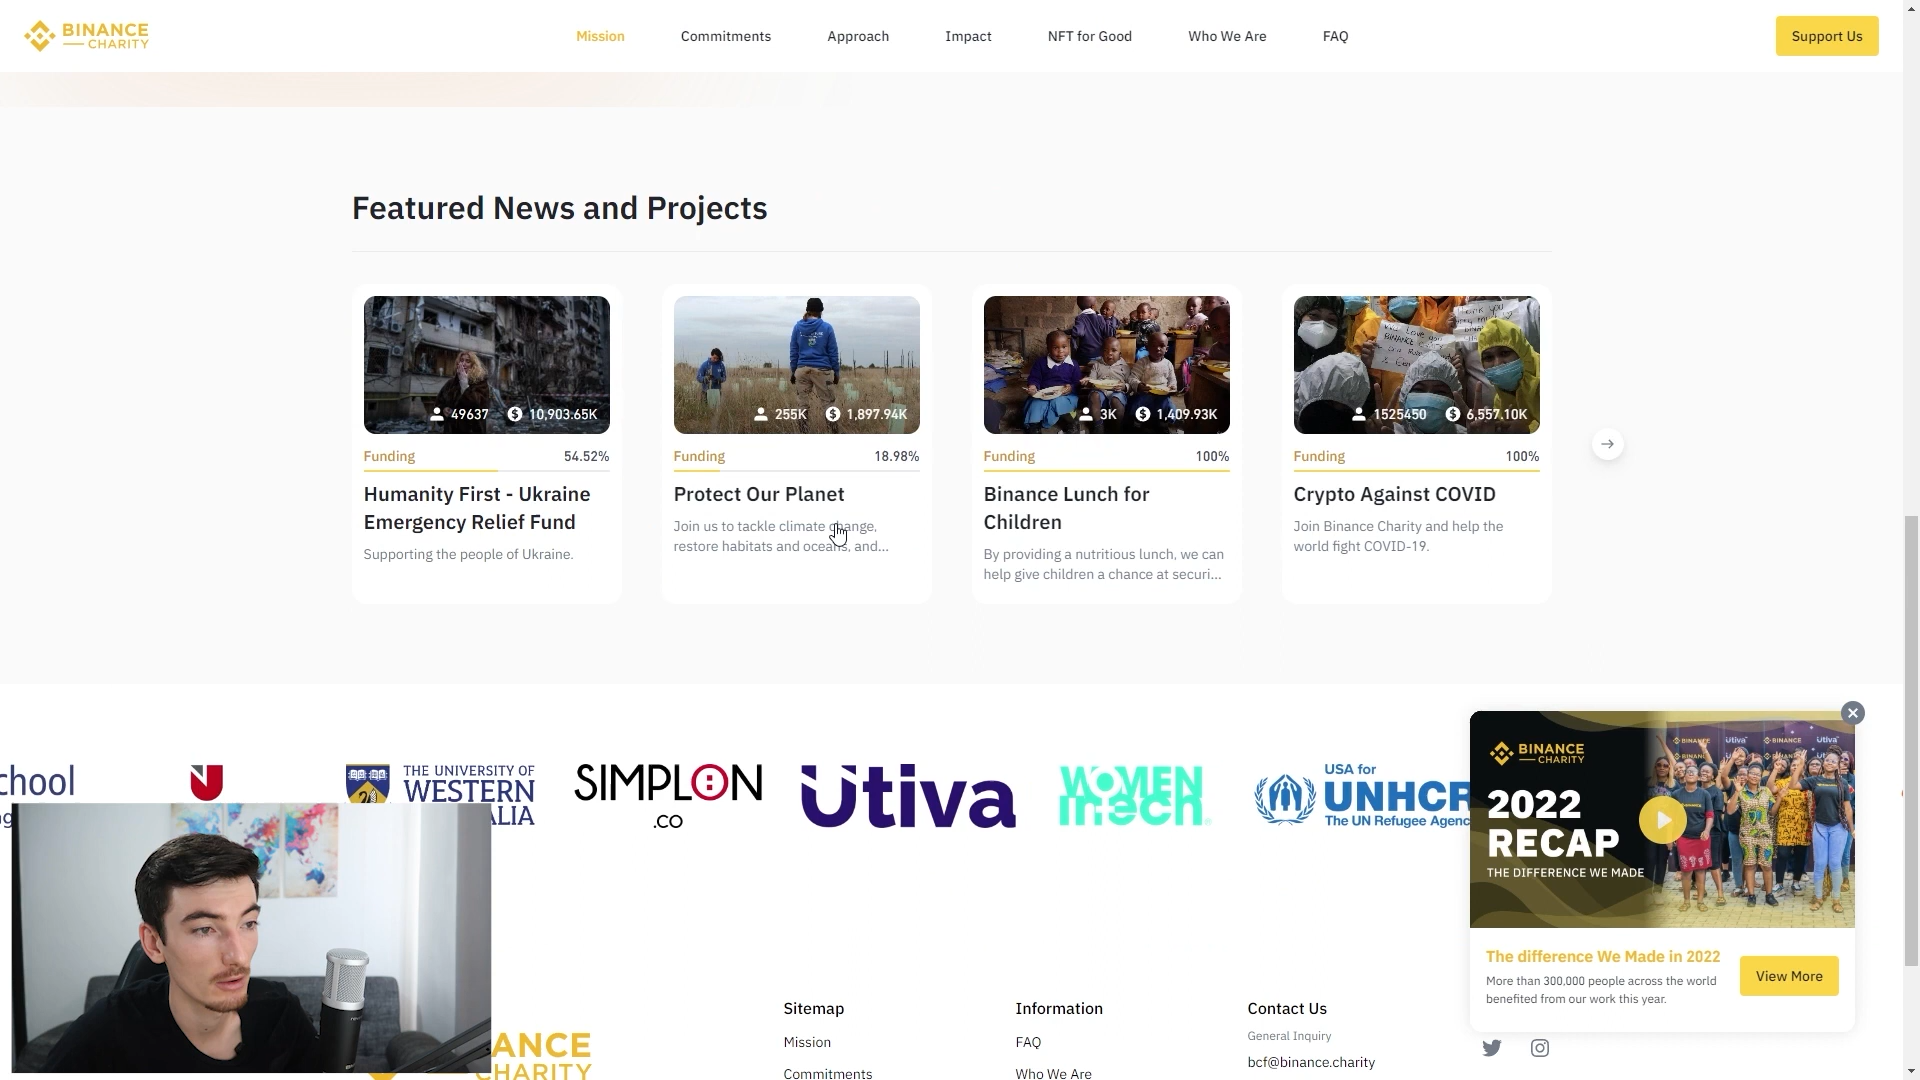 BINANCE
CHARITY
Mission
Commitments
Approach
Impact
NFT for Good
Who We Are
FAQ
Support Us
Featured News and Projects
49637
10,903.65K
255K
1,897.94K
3K
1,409.93K
1525450
6,557.10K
Funding
54.52%
Funding
18.98%
Funding
100%
Funding
100%
Humanity First - Ukraine
Emergency Relief Fund
Supporting the people of Ukraine.
Protect Our Planet
Join us to tackle climate change,
restore habitats and oceans, and...
Binance Lunch for
Children
By providing a nutritious lunch, we can
help give children a chance at securi...
Crypto Against COVID
Join Binance Charity and help the
world fight COVID-19.
chool
THE UNIVERSITY OF
WESTERN
ALIA
SIMPLON
.CO
Utiva
WOMEN
in tech
USA for
UNHCR
The UN Refugee Agenc
BINANCE
CHARITY
2022
RECAP
THE DIFFERENCE WE MADE
The difference We Made in 2022
More than 300,000 people across the world
benefited from our work this year.
View More
ANCE
CHARITY
Sitemap
Mission
Commitments
Information
FAQ
Who We Are
Contact Us
General Inquiry
bcf@binance.charity